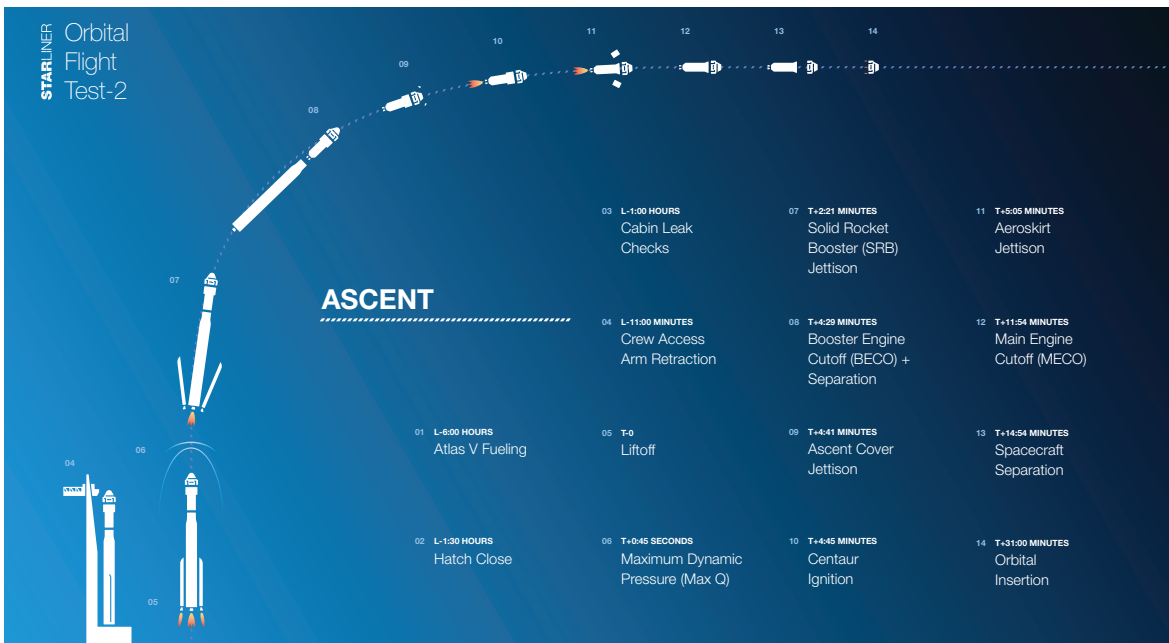 STARLINER
Orbital
Flight
Test-2
04
05
06
07
08
09
10
11
12
13
14
ASCENT
01 L-6:00 HOURS
Atlas V Fueling
02 L-1:30 HOURS
Hatch Close
03 L-1:00 HOURS
Cabin Leak
Checks
04 L-11:00 MINUTES
Crew Access
Arm Retraction
05 T-0
Liftoff
06 T+0:45 SECONDS
Maximum Dynamic
Pressure (Max Q)
07 T+2:21 MINUTES
Solid Rocket
Booster (SRB)
Jettison
08 T+4:29 MINUTES
Booster Engine
Cutoff (BECO) +
Separation
09 T+4:41 MINUTES
Ascent Cover
Jettison
10 T+4:45 MINUTES
Centaur
Ignition
11 T+5:05 MINUTES
Aeroskirt
Jettison
12 T+11:54 MINUTES
Main Engine
Cutoff (MECO)
13 T+14:54 MINUTES
Spacecraft
Separation
14 T+31:00 MINUTES
Orbital
Insertion